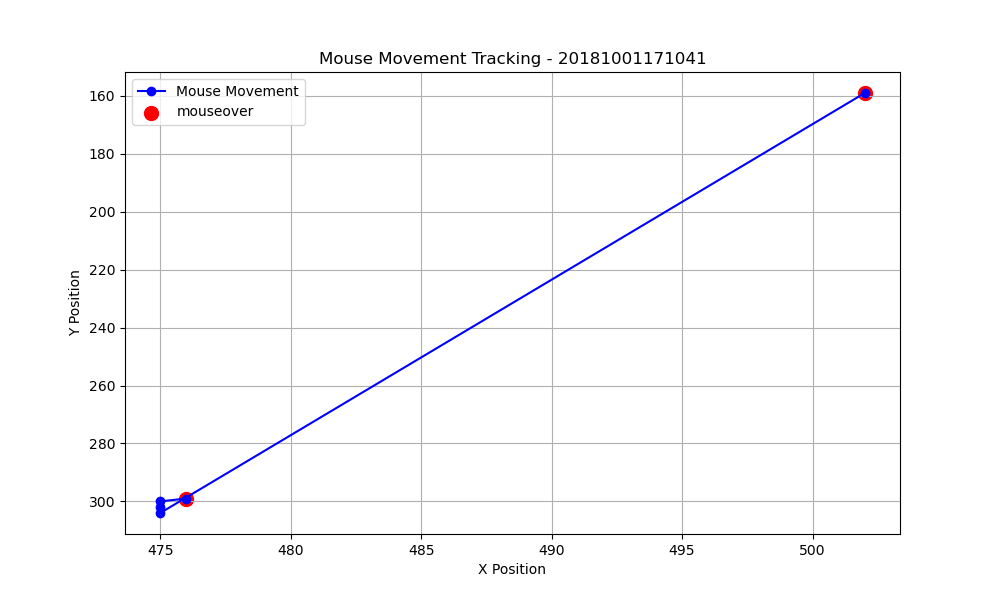 Mouse Movement Tracking - 20181001171041
Mouse Movement
mouseover
160
180
200
220
240
260
280
300
Y Position
475 480 485 490 495 500
X Position